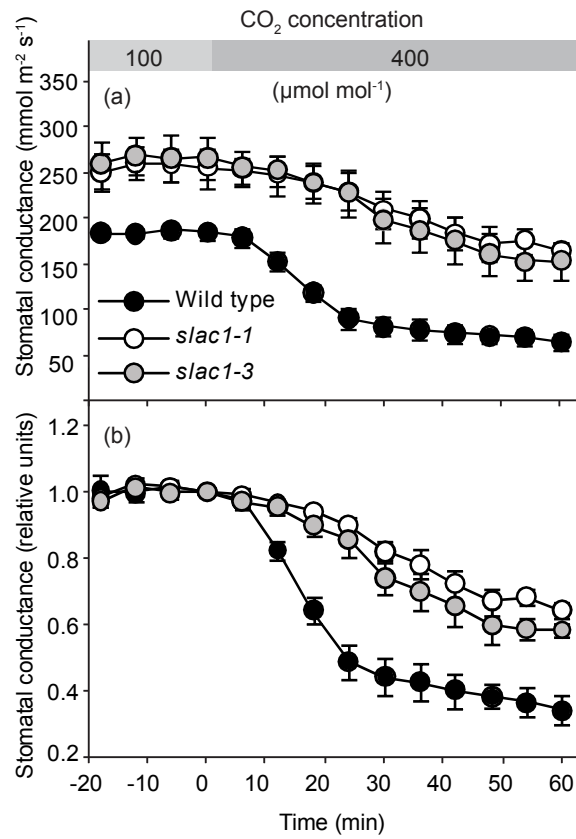 CO₂ concentration
100 400
(µmol mol⁻¹)
(a)
Stomatal conductance (mmol m⁻² s⁻¹)
350
300
250
200
150
100
50
Wild type
slac1-1
slac1-3
(b)
Stomatal conductance (relative units)
1.2
1.0
0.8
0.6
0.4
0.2
-20 -10 0 10 20 30 40 50 60
Time (min)